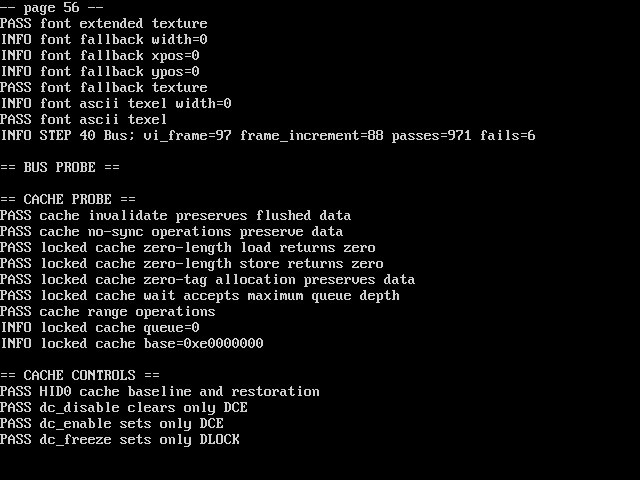 -- page 56 --
PASS font extended texture
INFO font fallback width=0
INFO font fallback xpos=0
INFO font fallback ypos=0
PASS font fallback texture
INFO font ascii texel width=0
PASS font ascii texel
INFO STEP 40 Bus; vi_frame=97 frame_increment=88 passes=971 fails=6
== BUS PROBE ==
== CACHE PROBE ==
PASS cache invalidate preserves flushed data
PASS cache no-sync operations preserve data
PASS locked cache zero-length load returns zero
PASS locked cache zero-length store returns zero
PASS locked cache zero-tag allocation preserves data
PASS locked cache wait accepts maximum queue depth
PASS cache range operations
INFO locked cache queue=0
INFO locked cache base=0xe0000000
== CACHE CONTROLS ==
PASS HID0 cache baseline and restoration
PASS dc_disable clears only DCE
PASS dc_enable sets only DCE
PASS dc_freeze sets only DLOCK